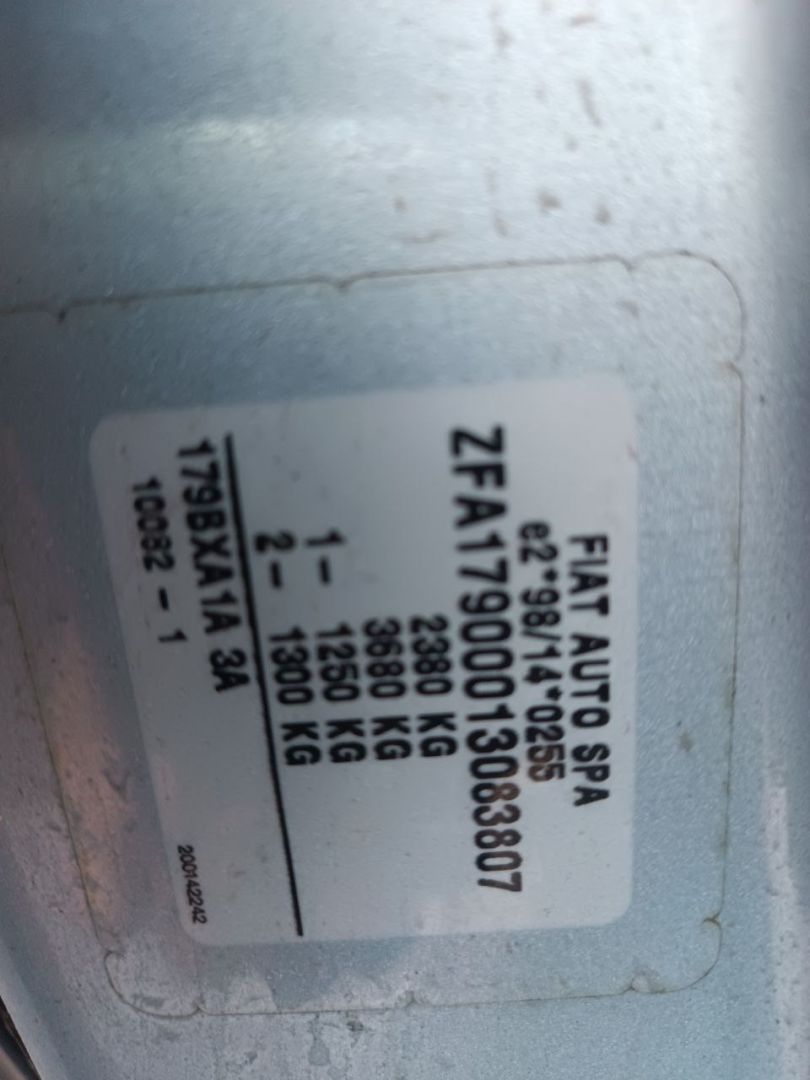 FIAT AUTO SPA
e2*98/14*0255
ZFA17900013083807
2380 KG
3680 KG
1- 1250 KG
2- 1300 KG
179BXA1A 3A
10082 - 1
200142242